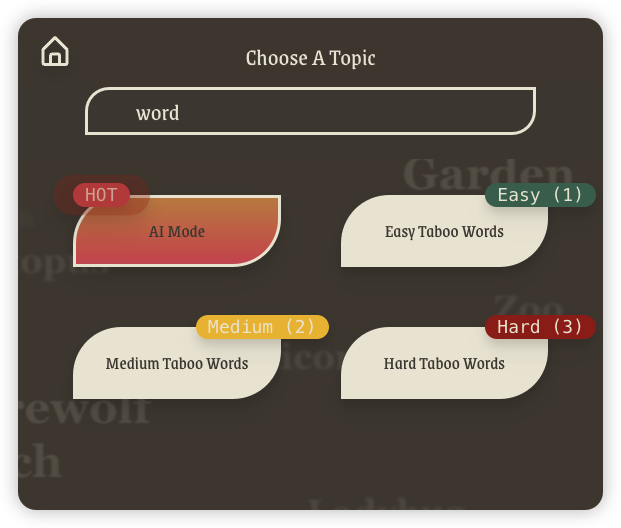 Choose A Topic
word
Garden
HOT
Easy (1)
AI Mode
Easy Taboo Words
Zoo
Medium (2)
Hard (3)
Medium Taboo Words
Hard Taboo Words
ch
Ladybug